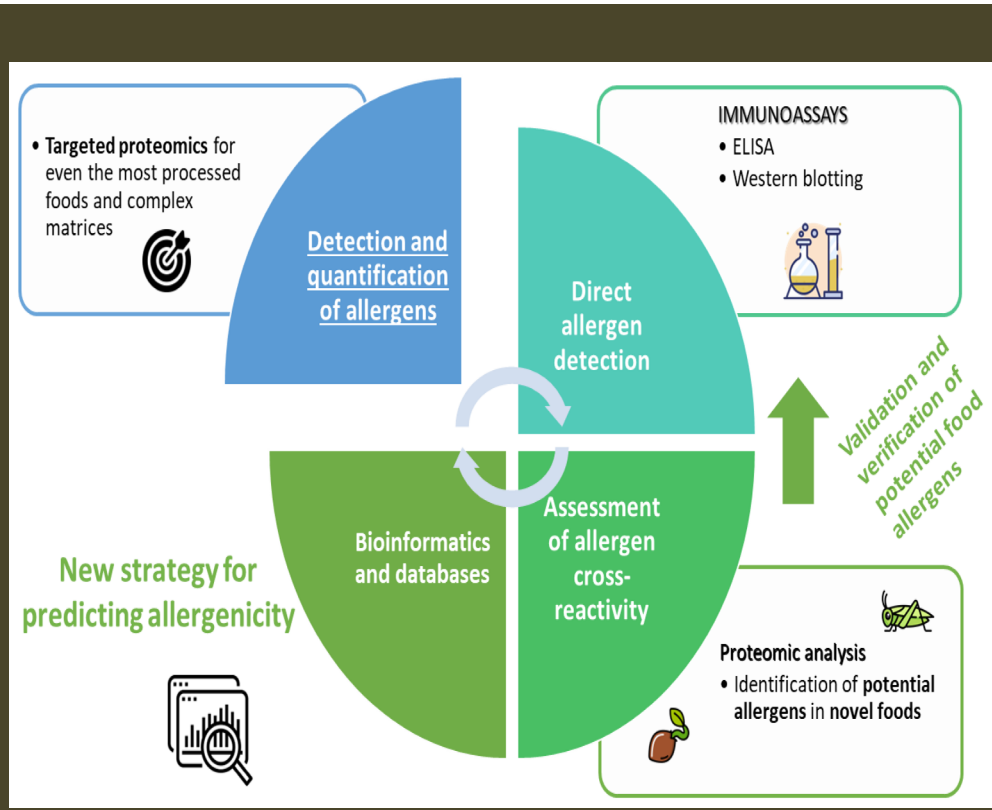 • Targeted proteomics for
even the most processed
foods and complex
matrices
Detection and
quantification
of allergens
IMMUNOASSAYS
• ELISA
• Western blotting
Direct
allergen
detection
Validation and
verification of
potential food
allergens
Bioinformatics
and databases
Assessment
of allergen
cross-
reactivity
New strategy for
predicting allergenicity
Proteomic analysis
• Identification of potential
allergens in novel foods